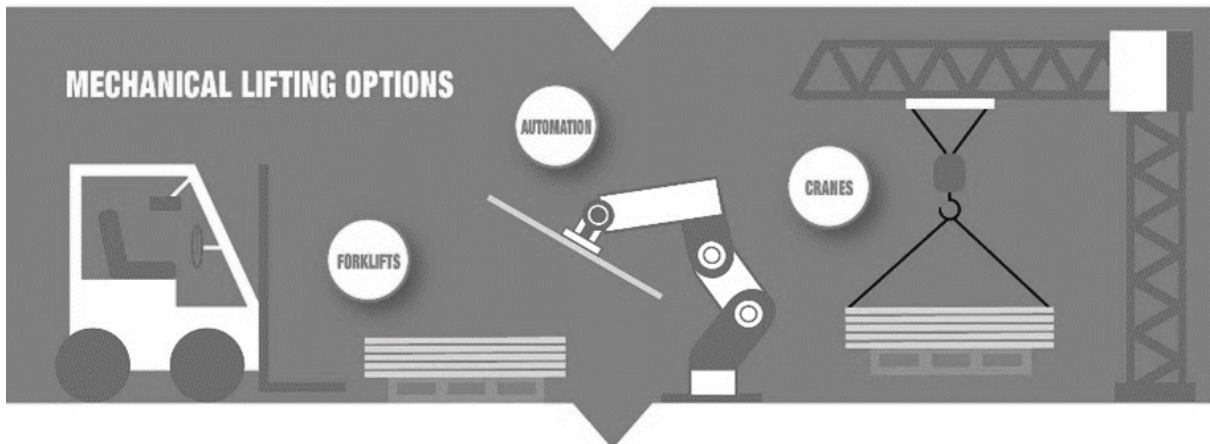 MECHANICAL LIFTING OPTIONS
AUTOMATION
CRANES
FORKLIFTS